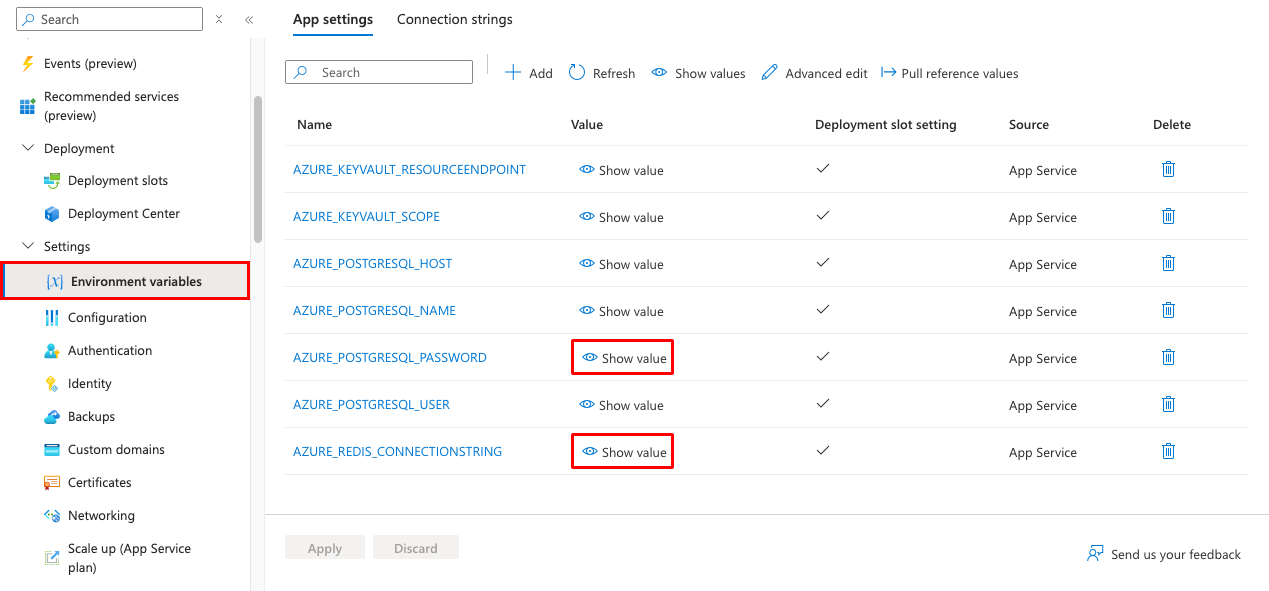 Search
Events (preview)
Recommended services
(preview)
Deployment
Deployment slots
Deployment Center
Settings
{x} Environment variables
Configuration
Authentication
Identity
Backups
Custom domains
Certificates
Networking
Scale up (App Service
plan)
App settings Connection strings
Search Add Refresh Show values Advanced edit Pull reference values
Name Value Deployment slot setting Source Delete
AZURE_KEYVAULT_RESOURCEENDPOINT Show value App Service
AZURE_KEYVAULT_SCOPE Show value App Service
AZURE_POSTGRESQL_HOST Show value App Service
AZURE_POSTGRESQL_NAME Show value App Service
AZURE_POSTGRESQL_PASSWORD Show value App Service
AZURE_POSTGRESQL_USER Show value App Service
AZURE_REDIS_CONNECTIONSTRING Show value App Service
Apply Discard Send us your feedback